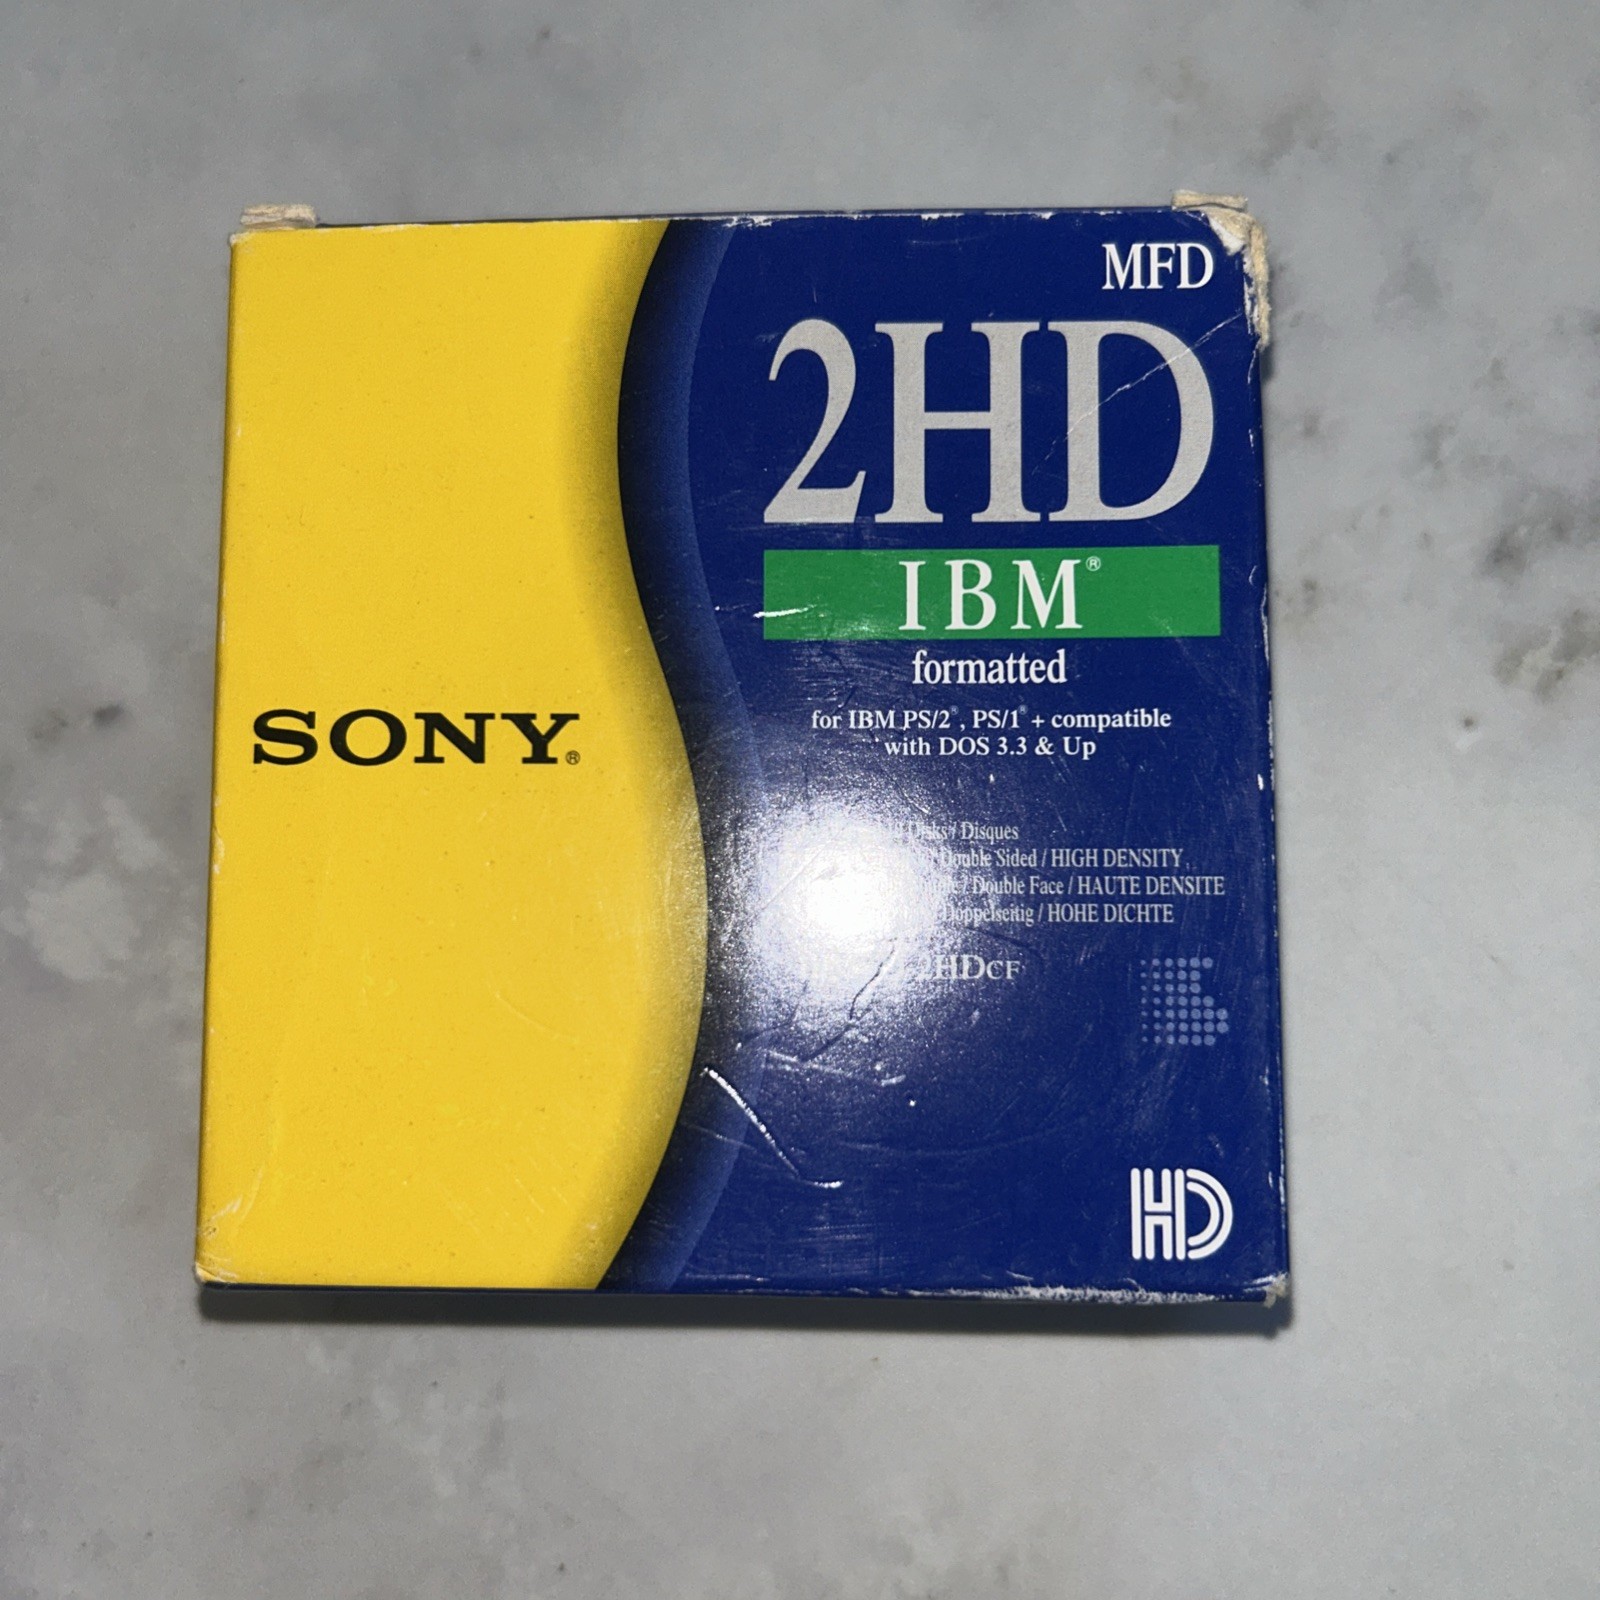 MFD
2HD
IBM®
formatted
SONY®
for IBM PS/2®, PS/1® + compatible
with DOS 3.3 & Up
Disks / Disques
/ Double Sided / HIGH DENSITY
/ Double Face / HAUTE DENSITE
Doppelseitig / HOHE DICHTE
2HDCF
HD